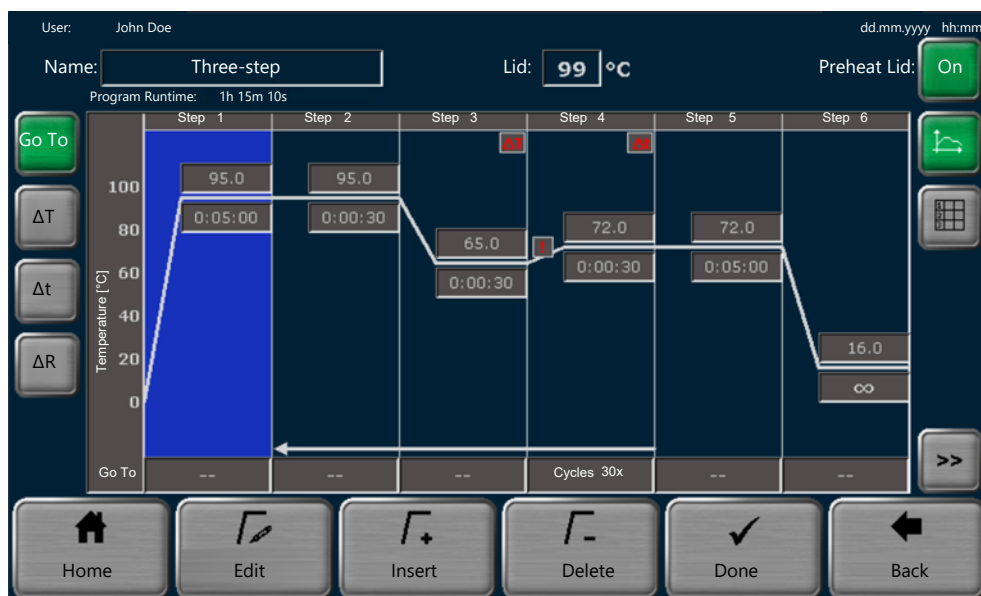 User: John Doe dd.mm.yyyy hh:mm
Name: Three-step Lid: 99 °C Preheat Lid: On
Program Runtime: 1h 15m 10s
Go To
Step 1 Step 2 Step 3 Step 4 Step 5 Step 6
ΔT Δt
100 95.0 95.0
ΔT 80 0:05:00 0:00:30 65.0 72.0 72.0
Δt 60 0:00:30 0:00:30 0:05:00
Temperature [°C]
40
ΔR 20 16.0
0 ∞
>>
Go To -- -- -- Cycles 30x -- --
Home Edit Insert Delete Done Back